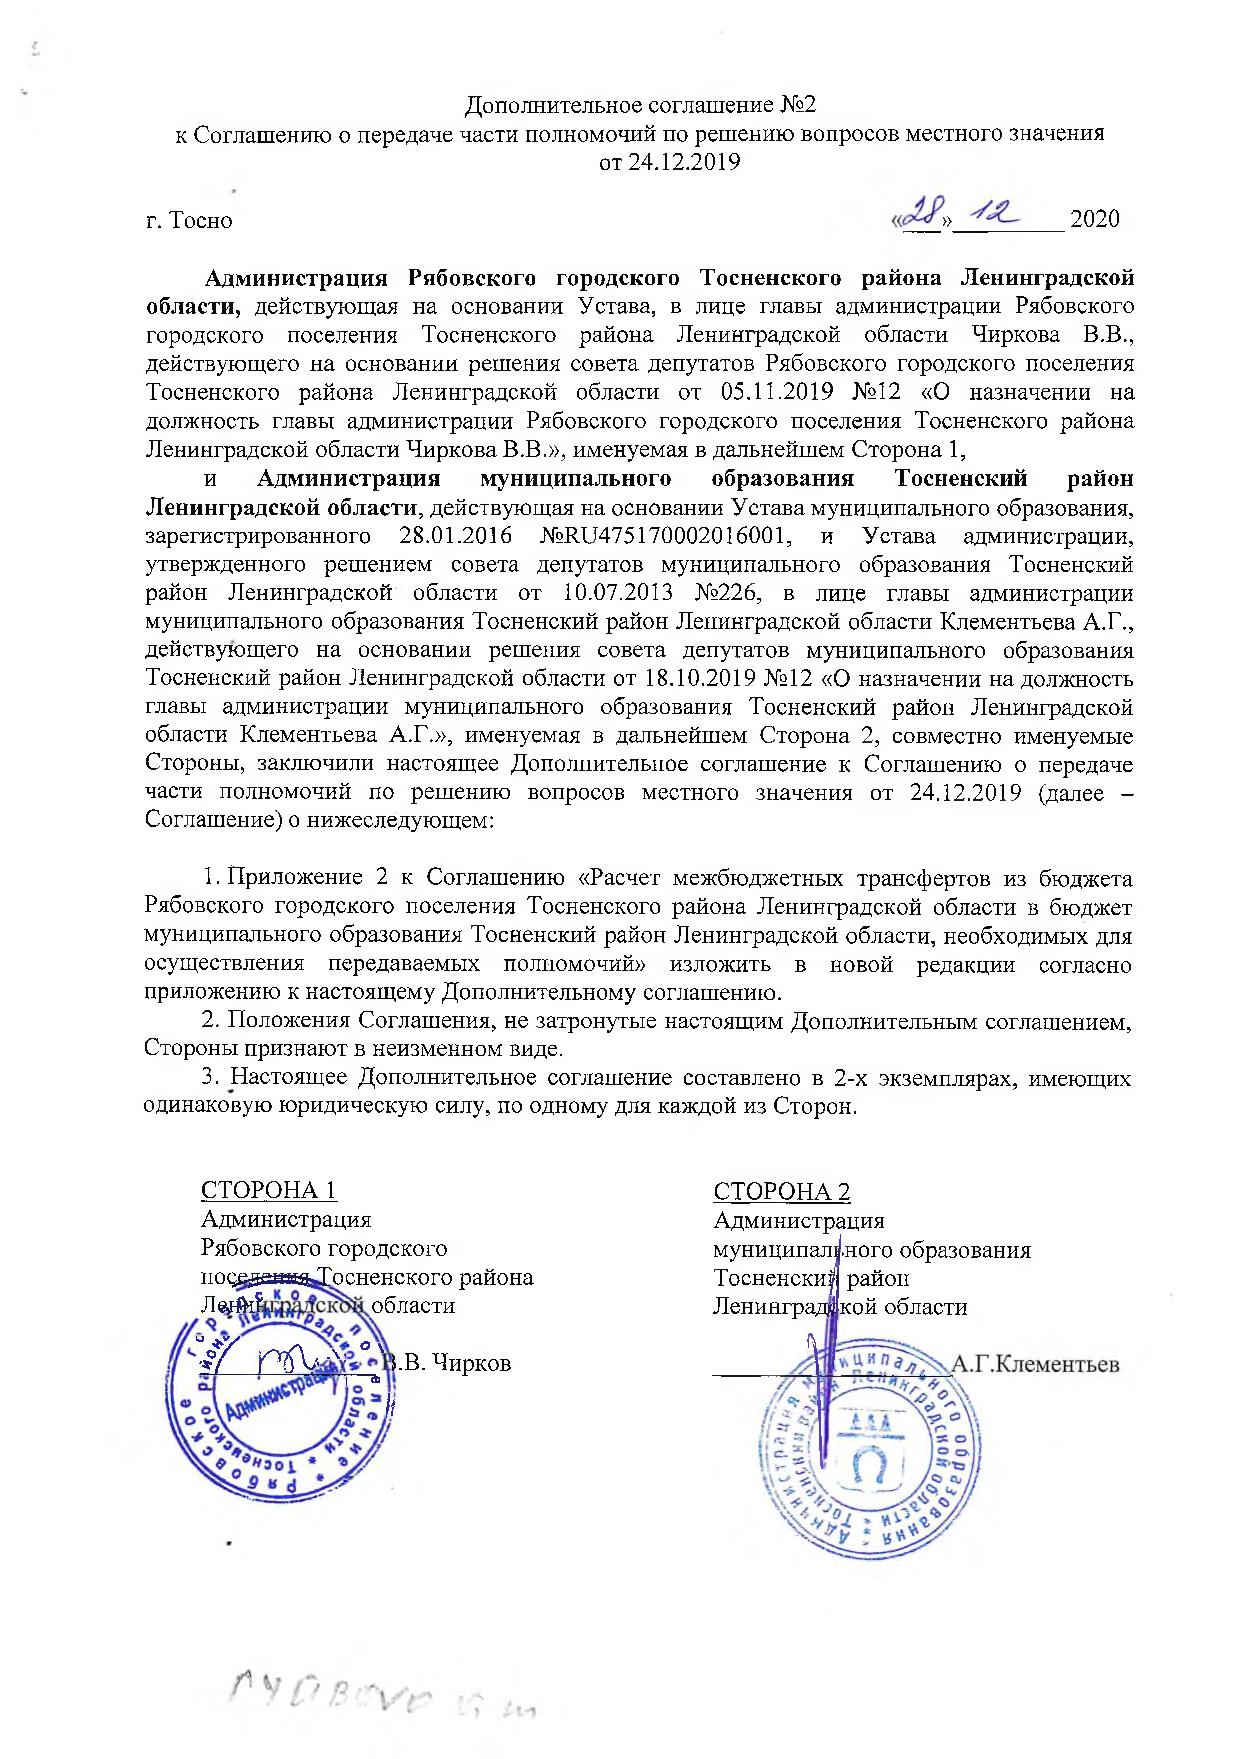 Дополнительное соглашение №2
к Соглашению о передаче части полномочий по решению вопросов местного значения
от 24.12.2019
г. Тосно «28» 12 2020
Администрация Рябовского городского Тосненского района Ленинградской
области, действующая на основании Устава, в лице главы администрации Рябовского
городского поселения Тосненского района Ленинградской области Чиркова В.В.,
действующего на основании решения совета депутатов Рябовского городского поселения
Тосненского района Ленинградской области от 05.11.2019 №12 «О назначении на
должность главы администрации Рябовского городского поселения Тосненского района
Ленинградской области Чиркова В.В.», именуемая в дальнейшем Сторона 1,
и Администрация муниципального образования Тосненский район
Ленинградской области, действующая на основании Устава муниципального образования,
зарегистрированного 28.01.2016 №RU475170002016001, и Устава администрации,
утвержденного решением совета депутатов муниципального образования Тосненский
район Ленинградской области от 10.07.2013 №226, в лице главы администрации
муниципального образования Тосненский район Ленинградской области Клементьева А.Г.,
действующего на основании решения совета депутатов муниципального образования
Тосненский район Ленинградской области от 18.10.2019 №12 «О назначении на должность
главы администрации муниципального образования Тосненский район Ленинградской
области Клементьева А.Г.», именуемая в дальнейшем Сторона 2, совместно именуемые
Стороны, заключили настоящее Дополнительное соглашение к Соглашению о передаче
части полномочий по решению вопросов местного значения от 24.12.2019 (далее –
Соглашение) о нижеследующем:
1. Приложение 2 к Соглашению «Расчет межбюджетных трансфертов из бюджета
Рябовского городского поселения Тосненского района Ленинградской области в бюджет
муниципального образования Тосненский район Ленинградской области, необходимых для
осуществления передаваемых полномочий» изложить в новой редакции согласно
приложению к настоящему Дополнительному соглашению.
2. Положения Соглашения, не затронутые настоящим Дополнительным соглашением,
Стороны признают в неизменном виде.
3. Настоящее Дополнительное соглашение составлено в 2-х экземплярах, имеющих
одинаковую юридическую силу, по одному для каждой из Сторон.
СТОРОНА 1
Администрация
Рябовского городского
поселения Тосненского района
Ленинградской области
В.В. Чирков
Рябовское городское поселение
Тосненского района Ленинградской области
Администрация
СТОРОНА 2
Администрация
муниципального образования
Тосненский район
Ленинградской области
А.Г.Клементьев
Администрация муниципального образования
Тосненский район Ленинградской области